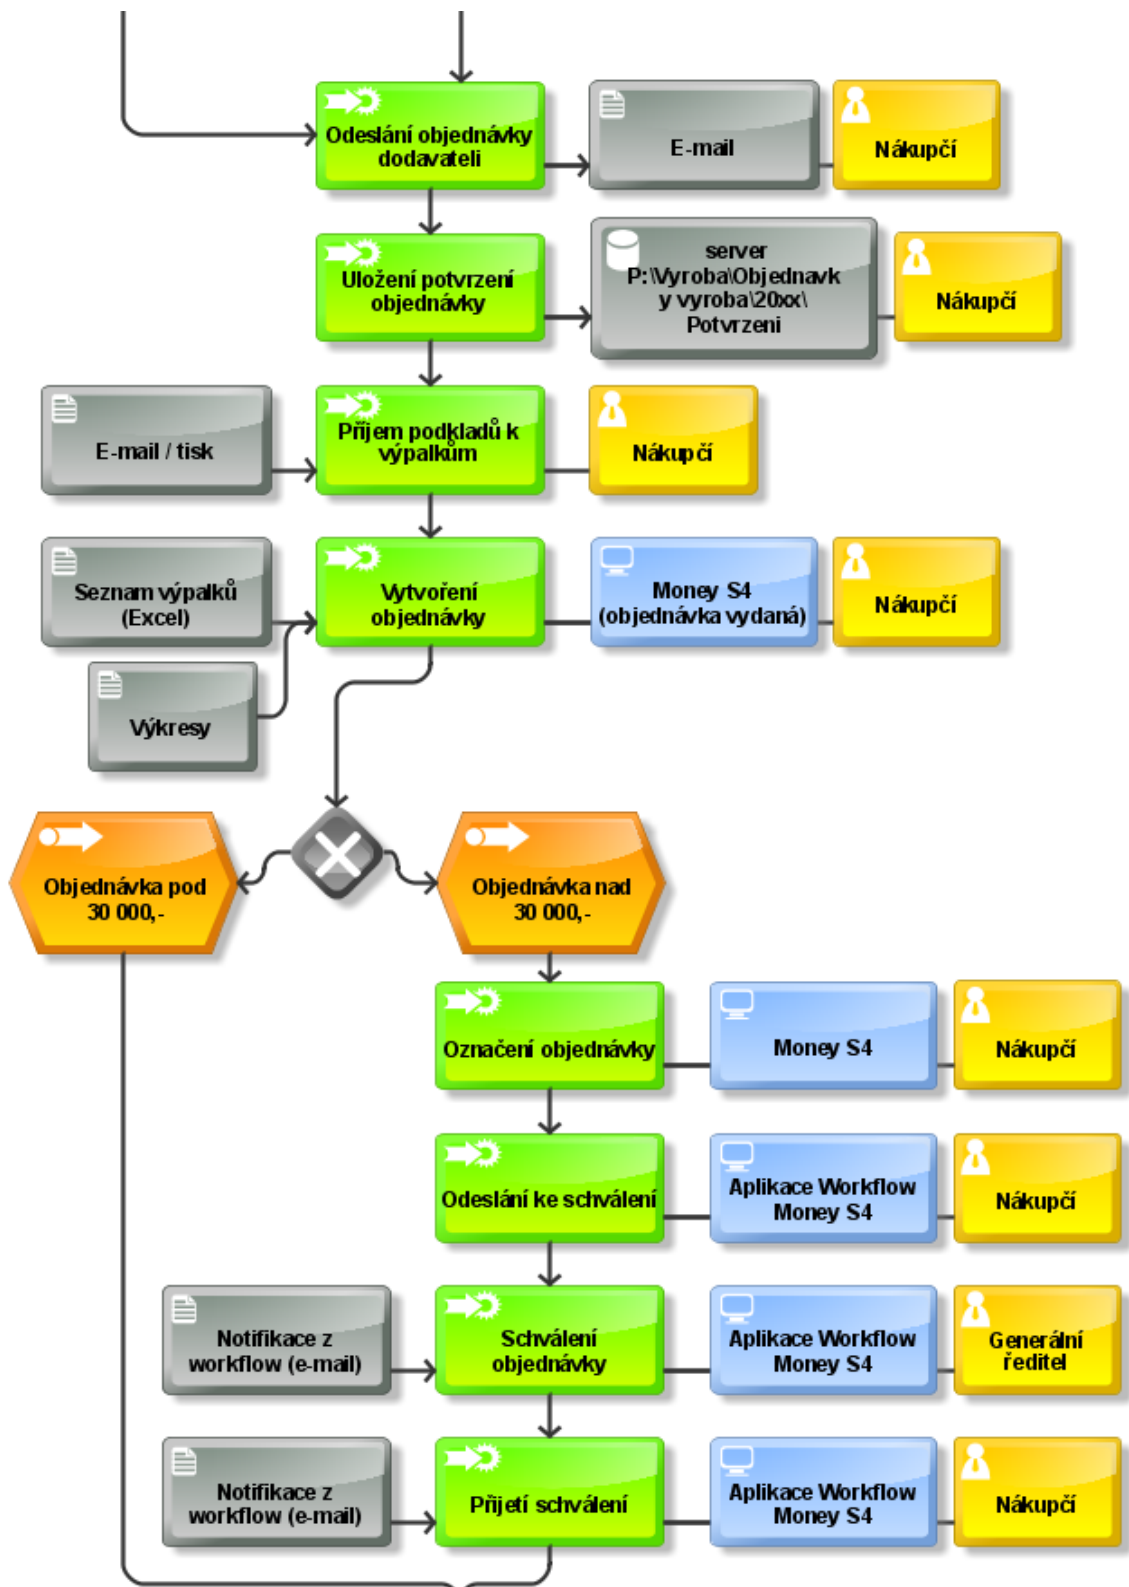 Odeslání objednávky
dodavateli
E-mail
Nákupčí
Uložení potvrzení
objednávky
server
P:\Vyroba\Objednavk
y vyroba\20xx\
Potvrzeni
Nákupčí
E-mail / tisk
Příjem podkladů k
výpalkům
Nákupčí
Seznam výpalků
(Excel)
Vytvoření
objednávky
Money S4
(objednávka vydaná)
Nákupčí
Výkresy
Objednávka pod
30 000,-
Objednávka nad
30 000,-
Označení objednávky
Money S4
Nákupčí
Odeslání ke schválení
Aplikace Workflow
Money S4
Nákupčí
Notifikace z
workflow (e-mail)
Schválení
objednávky
Aplikace Workflow
Money S4
Generální
ředitel
Notifikace z
workflow (e-mail)
Přijetí schválení
Aplikace Workflow
Money S4
Nákupčí